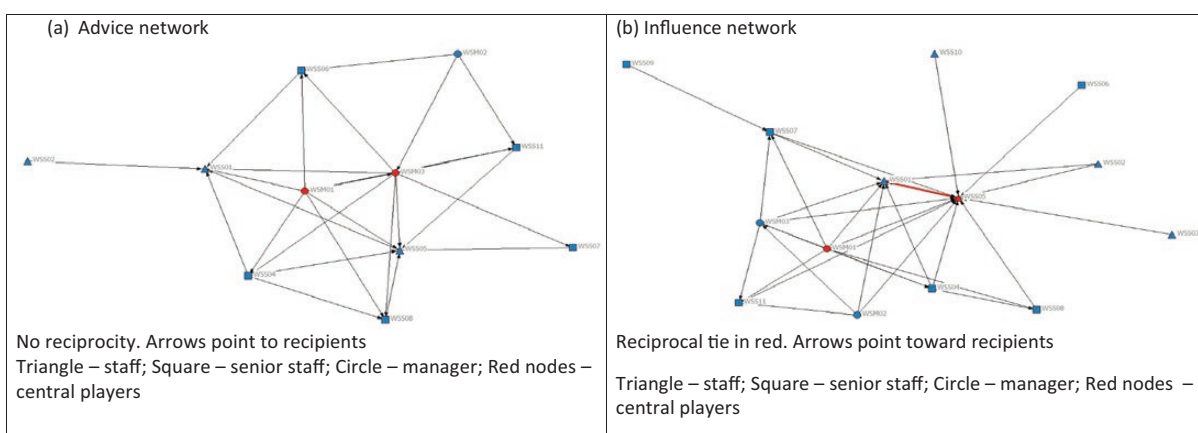 (a) Advice network
WSM02
WSS06
WSS11
WSS02
WSS01
WSM03
WSM01
WSS05
WSS07
WSS04
WSS08
No reciprocity. Arrows point to recipients
Triangle – staff; Square – senior staff; Circle – manager; Red nodes –
central players
(b) Influence network
WSS10
WSS09
WSS06
WSS07
WSS02
WSS01
WSS05
WSM03
WSS03
WSM01
WSS04
WSS11
WSS08
WSM02
Reciprocal tie in red. Arrows point toward recipients
Triangle – staff; Square – senior staff; Circle – manager; Red nodes –
central players